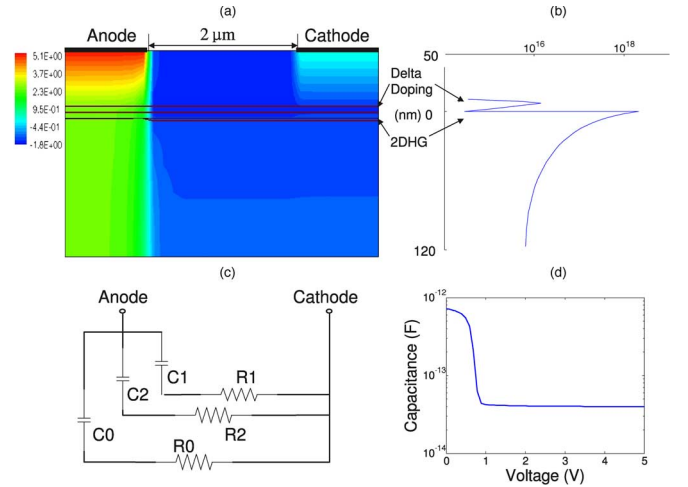 (a)
(b)
Anode
2 μm
Cathode
5.1E+00
3.7E+00
2.3E+00
9.5E-01
-4.4E-01
-1.8E+00
50
10^16
10^18
Delta
Doping
(nm) 0
2DHG
120
(c)
(d)
Anode
Cathode
C1
R1
C2
R2
C0
R0
Capacitance (F)
10^-12
10^-13
10^-14
0
1
2
3
4
5
Voltage (V)